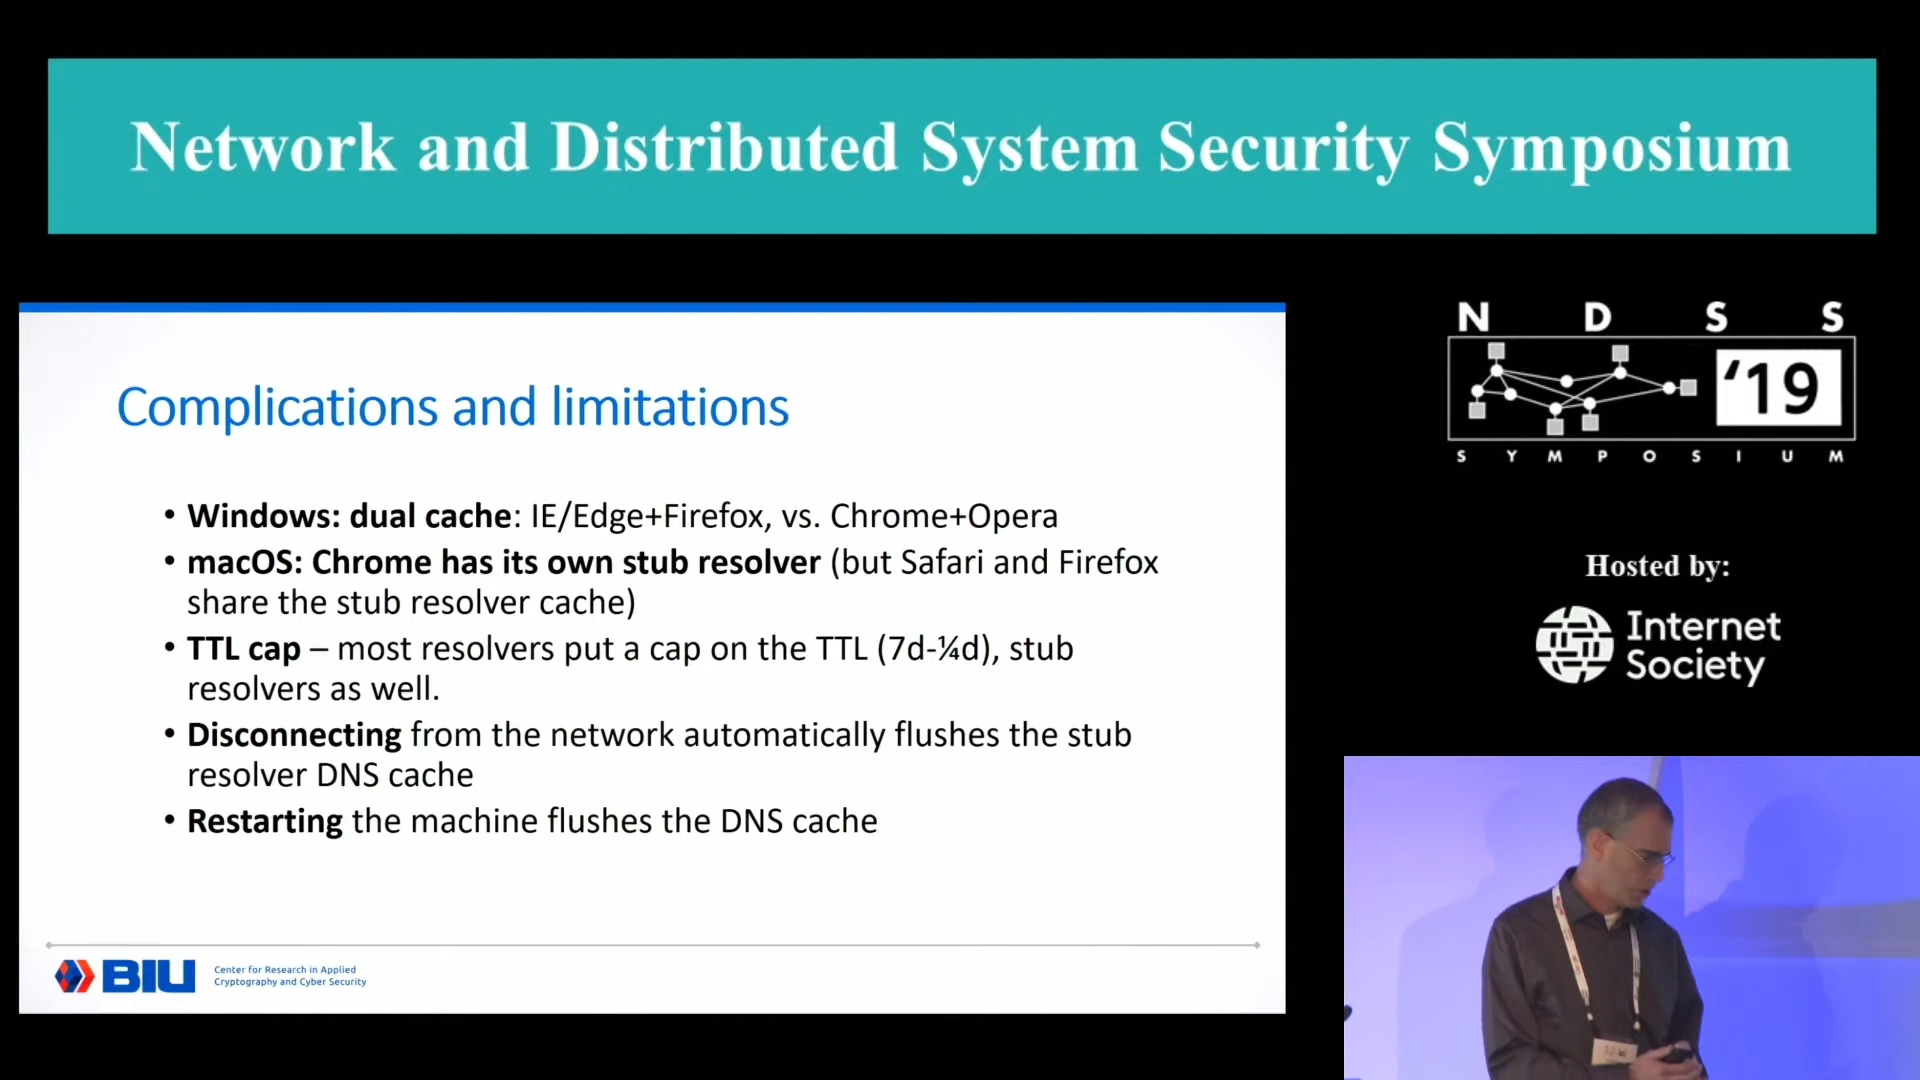 Network and Distributed System Security Symposium
N D S S
'19
S Y M P O S I U M
Hosted by:
Internet
Society
Complications and limitations
• Windows: dual cache: IE/Edge+Firefox, vs. Chrome+Opera
• macOS: Chrome has its own stub resolver (but Safari and Firefox
share the stub resolver cache)
• TTL cap – most resolvers put a cap on the TTL (7d-¼d), stub
resolvers as well.
• Disconnecting from the network automatically flushes the stub
resolver DNS cache
• Restarting the machine flushes the DNS cache
BIU
Center for Research in Applied
Cryptography and Cyber Security